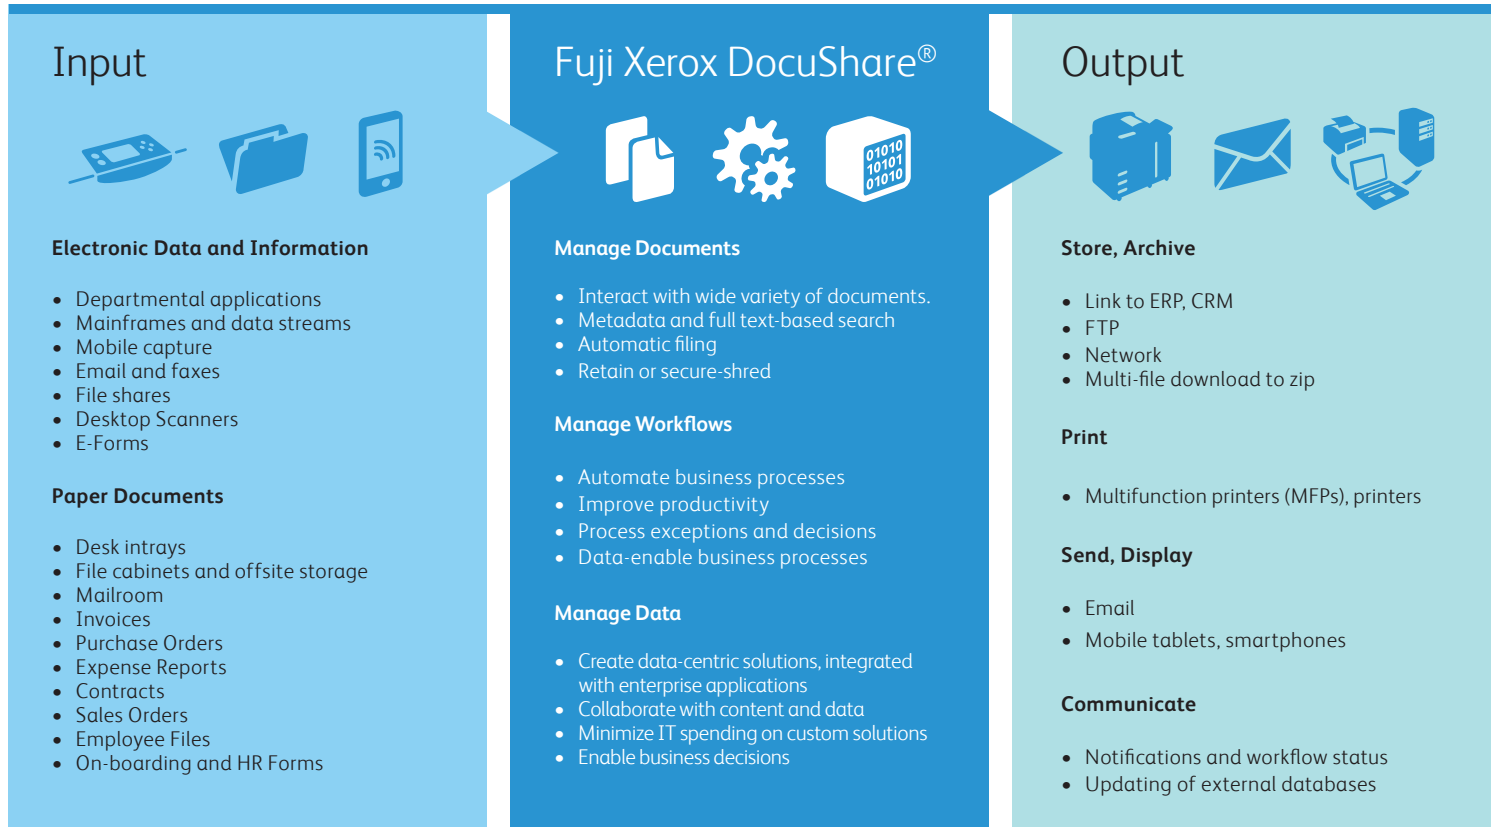 Input
Electronic Data and Information
• Departmental applications
• Mainframes and data streams
• Mobile capture
• Email and faxes
• File shares
• Desktop Scanners
• E-Forms
Paper Documents
• Desk intrays
• File cabinets and offsite storage
• Mailroom
• Invoices
• Purchase Orders
• Expense Reports
• Contracts
• Sales Orders
• Employee Files
• On-boarding and HR Forms
Fuji Xerox DocuShare®
01010
10101
01010
Manage Documents
• Interact with wide variety of documents.
• Metadata and full text-based search
• Automatic filing
• Retain or secure-shred
Manage Workflows
• Automate business processes
• Improve productivity
• Process exceptions and decisions
• Data-enable business processes
Manage Data
• Create data-centric solutions, integrated
with enterprise applications
• Collaborate with content and data
• Minimize IT spending on custom solutions
• Enable business decisions
Output
Store, Archive
• Link to ERP, CRM
• FTP
• Network
• Multi-file download to zip
Print
• Multifunction printers (MFPs), printers
Send, Display
• Email
• Mobile tablets, smartphones
Communicate
• Notifications and workflow status
• Updating of external databases